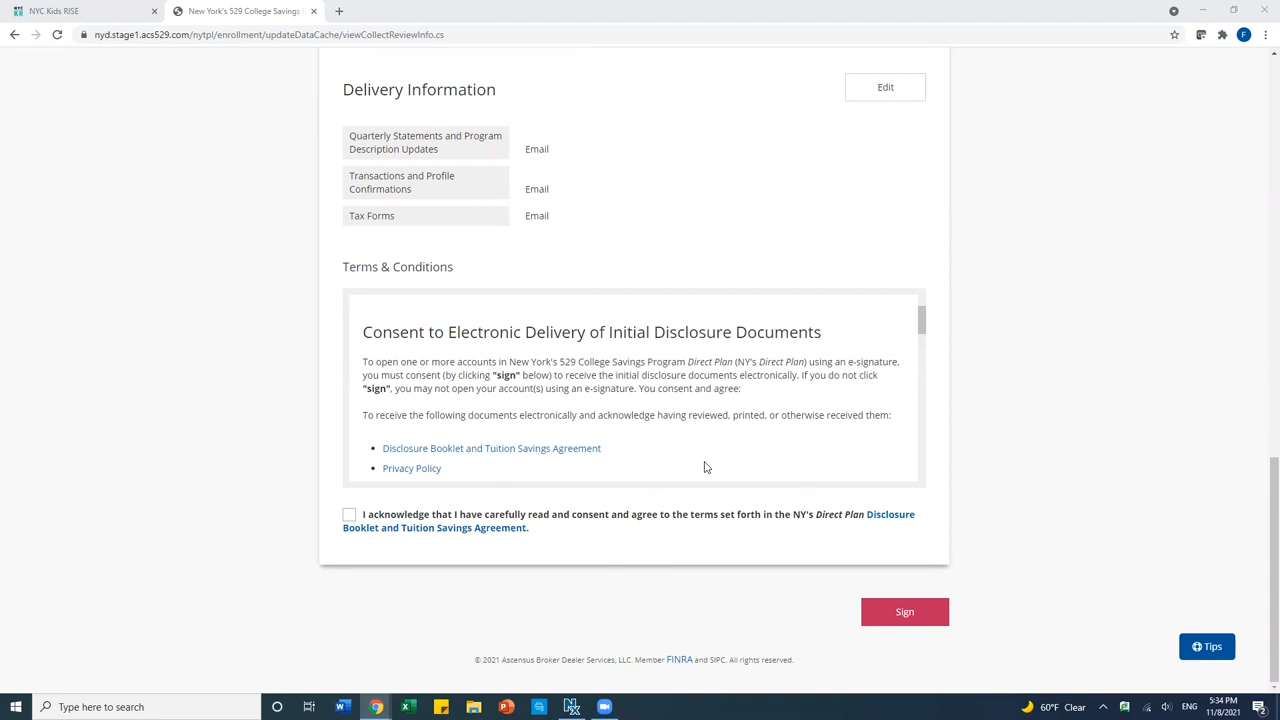 NYC Kids RISE
New York's 529 College Savings
nyd.stage1.acs529.com/nytpl/enrollment/updateDataCache/viewCollectReviewInfo.cs
F
Delivery Information
Edit
Quarterly Statements and Program
Description Updates
Email
Transactions and Profile
Confirmations
Email
Tax Forms
Email
Terms & Conditions
Consent to Electronic Delivery of Initial Disclosure Documents
To open one or more accounts in New York's 529 College Savings Program Direct Plan (NY's Direct Plan) using an e-signature,
you must consent (by clicking "sign" below) to receive the initial disclosure documents electronically. If you do not click
"sign", you may not open your account(s) using an e-signature. You consent and agree:
To receive the following documents electronically and acknowledge having reviewed, printed, or otherwise received them:
• Disclosure Booklet and Tuition Savings Agreement
• Privacy Policy
I acknowledge that I have carefully read and consent and agree to the terms set forth in the NY's Direct Plan Disclosure
Booklet and Tuition Savings Agreement.
Sign
© 2021 Ascensus Broker Dealer Services, LLC. Member FINRA and SIPC. All rights reserved.
Tips
Type here to search
60°F Clear
ENG
5:34 PM
11/8/2021
2